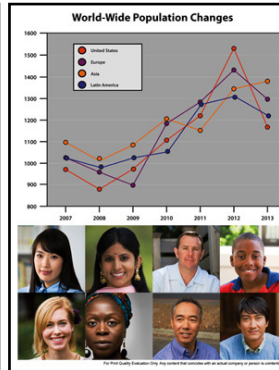 World-Wide Population Changes
1600
1500
1400
1300
1200
1100
1000
900
800
United States
Europe
Asia
Latin America
2007
2008
2009
2010
2011
2012
2013
For Print Quality Evaluation Only. Any content that coincides with an actual company or person is